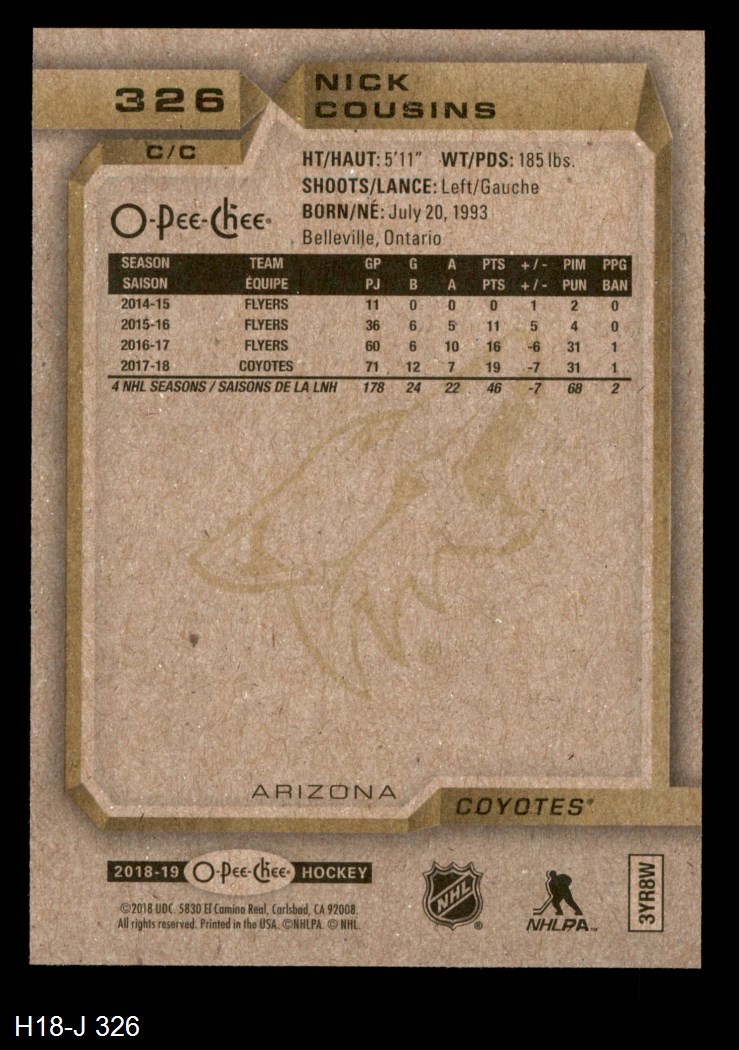 326
NICK
COUSINS
C/C
HT/HAUT: 5'11" WT/PDS: 185 lbs.
SHOOTS/LANCE: Left/Gauche
BORN/NÉ: July 20, 1993
Belleville, Ontario
O-Pee-Chee®
SEASON TEAM GP G A PTS +/- PIM PPG
SAISON ÉQUIPE PJ B A PTS +/- PUN BAN
2014-15 FLYERS 11 0 0 0 1 2 0
2015-16 FLYERS 36 6 5 11 5 4 0
2016-17 FLYERS 60 6 10 16 -6 31 1
2017-18 COYOTES 71 12 7 19 -7 31 1
4 NHL SEASONS / SAISONS DE LA LNH 178 24 22 46 -7 68 2
ARIZONA
COYOTES®
2018-19 O-Pee-Chee® HOCKEY
©2018 UDC. 5830 El Camino Real, Carlsbad, CA 92008.
All rights reserved. Printed in the USA. ©NHLPA. © NHL.
NHL®
NHLPA™
3YR8W
H18-J 326